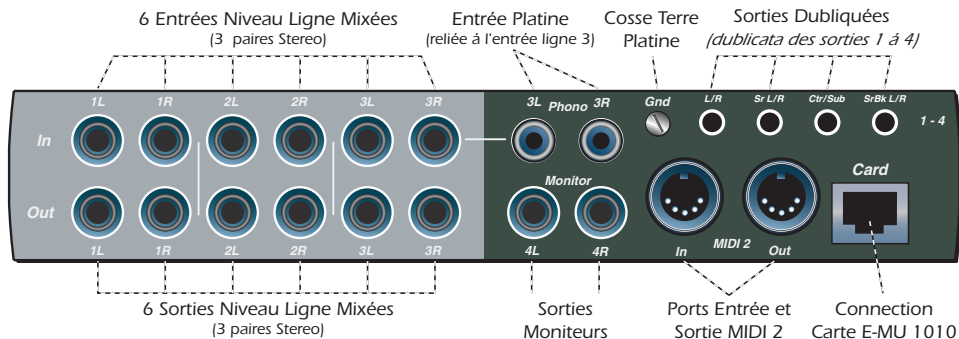 6 Entrées Niveau Ligne Mixées
(3 paires Stereo)
Entrée Platine
(reliée á l'entrée ligne 3)
Cosse Terre
Platine
Sorties Dubliquées
(dublicata des sorties 1 á 4)
1L 1R 2L 2R 3L 3R
3L Phono 3R
Gnd
L/R Sr L/R Ctr/Sub SrBk L/R
1 - 4
In
Card
Monitor
Out
1L 1R 2L 2R 3L 3R
4L 4R
In MIDI 2 Out
6 Sorties Niveau Ligne Mixées
(3 paires Stereo)
Sorties
Moniteurs
Ports Entrée et
Sortie MIDI 2
Connection
Carte E-MU 1010